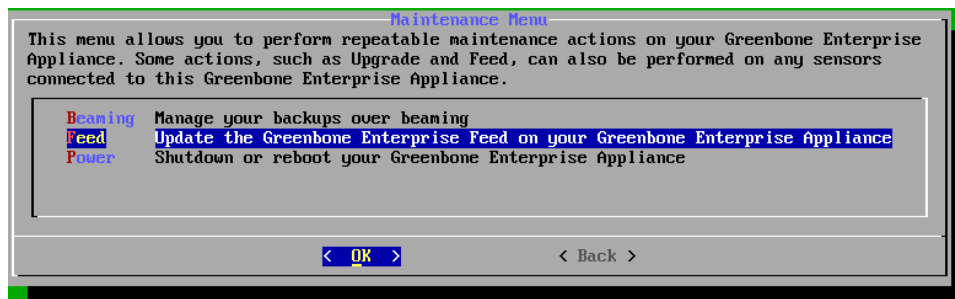 Maintenance Menu
This menu allows you to perform repeatable maintenance actions on your Greenbone Enterprise
Appliance. Some actions, such as Upgrade and Feed, can also be performed on any sensors
connected to this Greenbone Enterprise Appliance.
Beaming Manage your backups over beaming
Feed Update the Greenbone Enterprise Feed on your Greenbone Enterprise Appliance
Power Shutdown or reboot your Greenbone Enterprise Appliance
< OK > < Back >